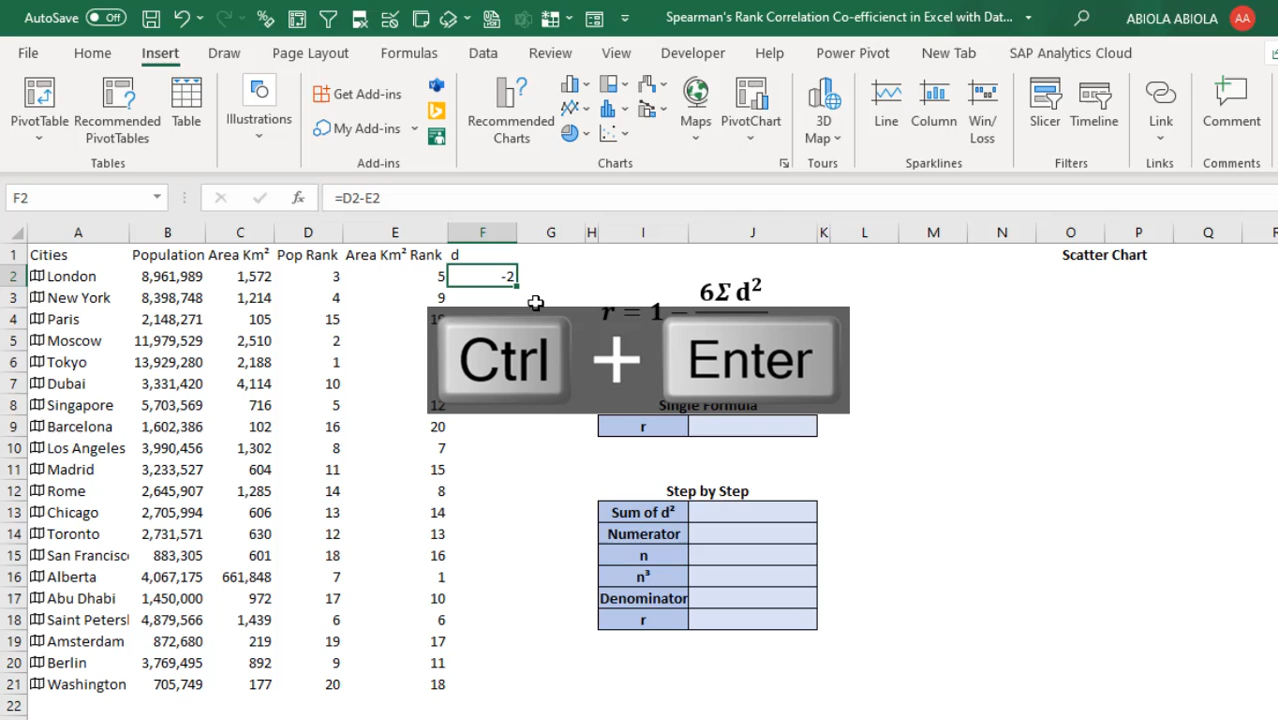 AutoSave Off Spearman's Rank Correlation Co-efficienct in Excel with Dat... ABIOLA ABIOLA AA
File Home Insert Draw Page Layout Formulas Data Review View Developer Help Power Pivot New Tab SAP Analytics Cloud
PivotTable Recommended PivotTables Table Illustrations Get Add-ins My Add-ins Recommended Charts Maps PivotChart 3D Map Line Column Win/Loss Slicer Timeline Link Comment
Tables Add-ins Charts Tours Sparklines Filters Links Comments
F2 fx =D2-E2
A B C D E F G H I J K L M N O P Q R
1 Cities Population Area Km² Pop Rank Area Km² Rank d Scatter Chart
2 London 8,961,989 1,572 3 5 -2
3 New York 8,398,748 1,214 4 9
r = 1 − 6Σ d²
4 Paris 2,148,271 105 15
5 Moscow 11,979,529 2,510 2
6 Tokyo 13,929,280 2,188 1
Ctrl + Enter
7 Dubai 3,331,420 4,114 10
8 Singapore 5,703,569 716 5 12 Single Formula
9 Barcelona 1,602,386 102 16 20 r
10 Los Angeles 3,990,456 1,302 8 7
11 Madrid 3,233,527 604 11 15
12 Rome 2,645,907 1,285 14 8 Step by Step
13 Chicago 2,705,994 606 13 14 Sum of d²
14 Toronto 2,731,571 630 12 13 Numerator
15 San Francisc 883,305 601 18 16 n
16 Alberta 4,067,175 661,848 7 1 n³
17 Abu Dhabi 1,450,000 972 17 10 Denominator
18 Saint Peters 4,879,566 1,439 6 6 r
19 Amsterdam 872,680 219 19 17
20 Berlin 3,769,495 892 9 11
21 Washington 705,749 177 20 18
22